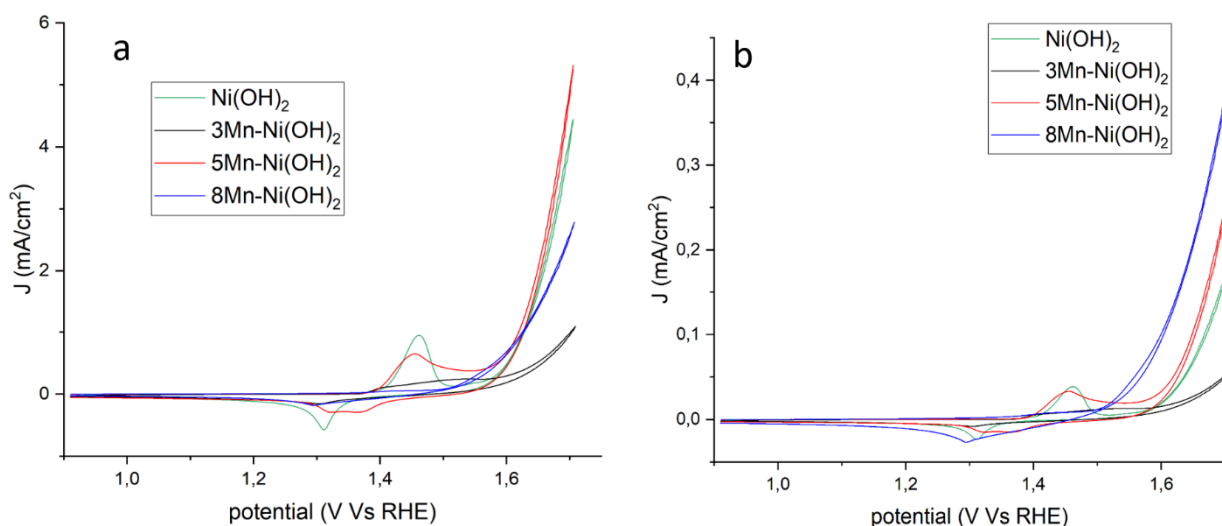 a
6
4
2
0
J (mA/cm²)
Ni(OH)₂
3Mn-Ni(OH)₂
5Mn-Ni(OH)₂
8Mn-Ni(OH)₂
1,0
1,2
1,4
1,6
potential (V Vs RHE)
b
0,4
0,3
0,2
0,1
0,0
J (mA/cm²)
Ni(OH)₂
3Mn-Ni(OH)₂
5Mn-Ni(OH)₂
8Mn-Ni(OH)₂
1,0
1,2
1,4
1,6
potential (V Vs RHE)